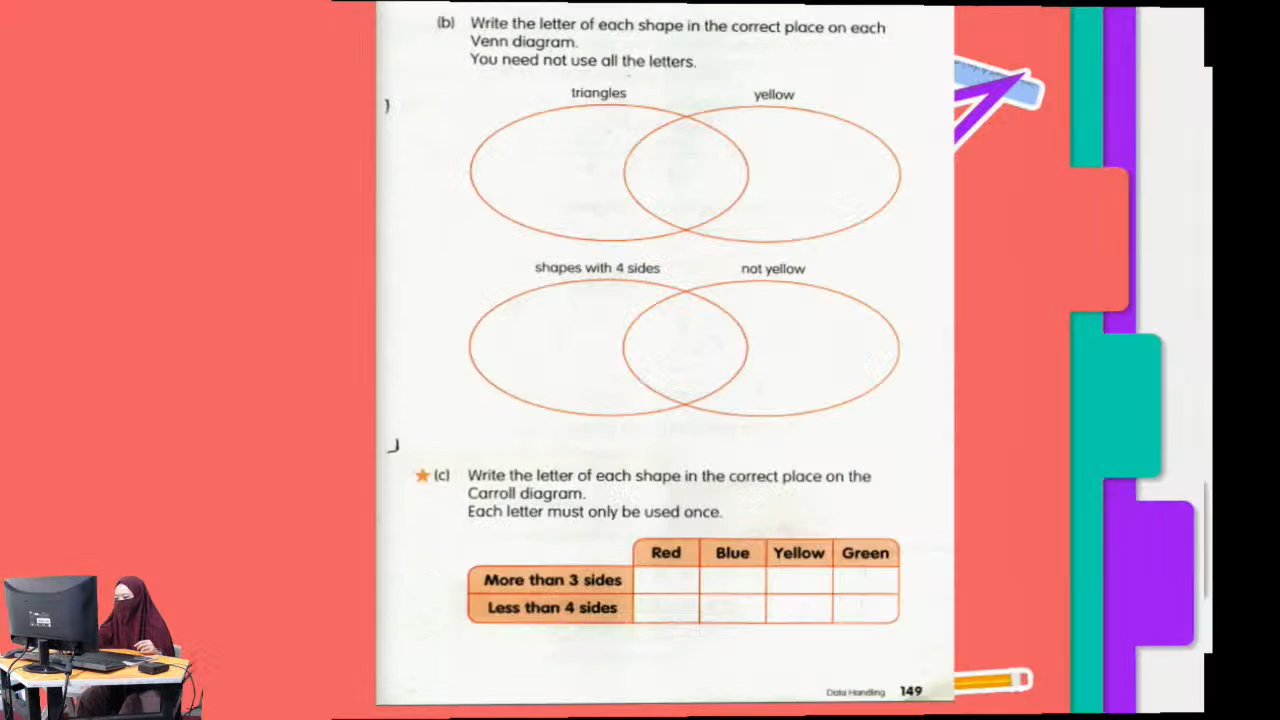 (b) Write the letter of each shape in the correct place on each
Venn diagram.
You need not use all the letters.
triangles yellow
shapes with 4 sides not yellow
★ (c) Write the letter of each shape in the correct place on the
Carroll diagram.
Each letter must only be used once.
Red Blue Yellow Green
More than 3 sides
Less than 4 sides
Data Handling 149